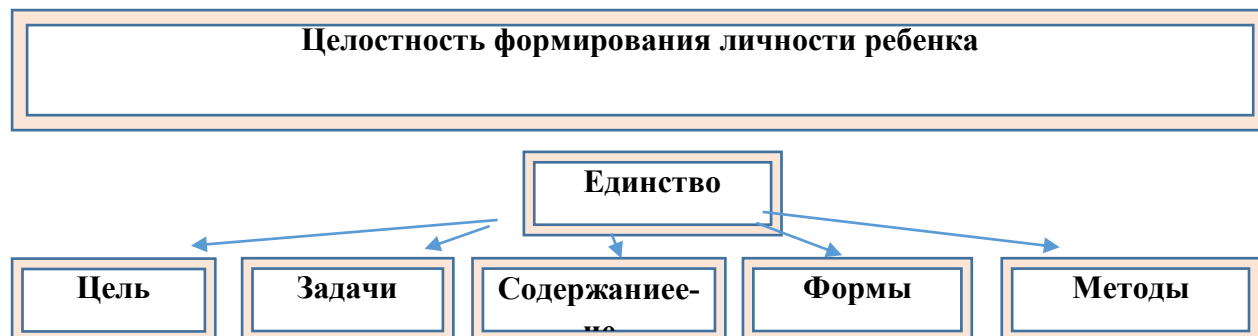 Целостность формирования личности ребенка
Единство
Цель Задачи Содержаниее- Формы Методы